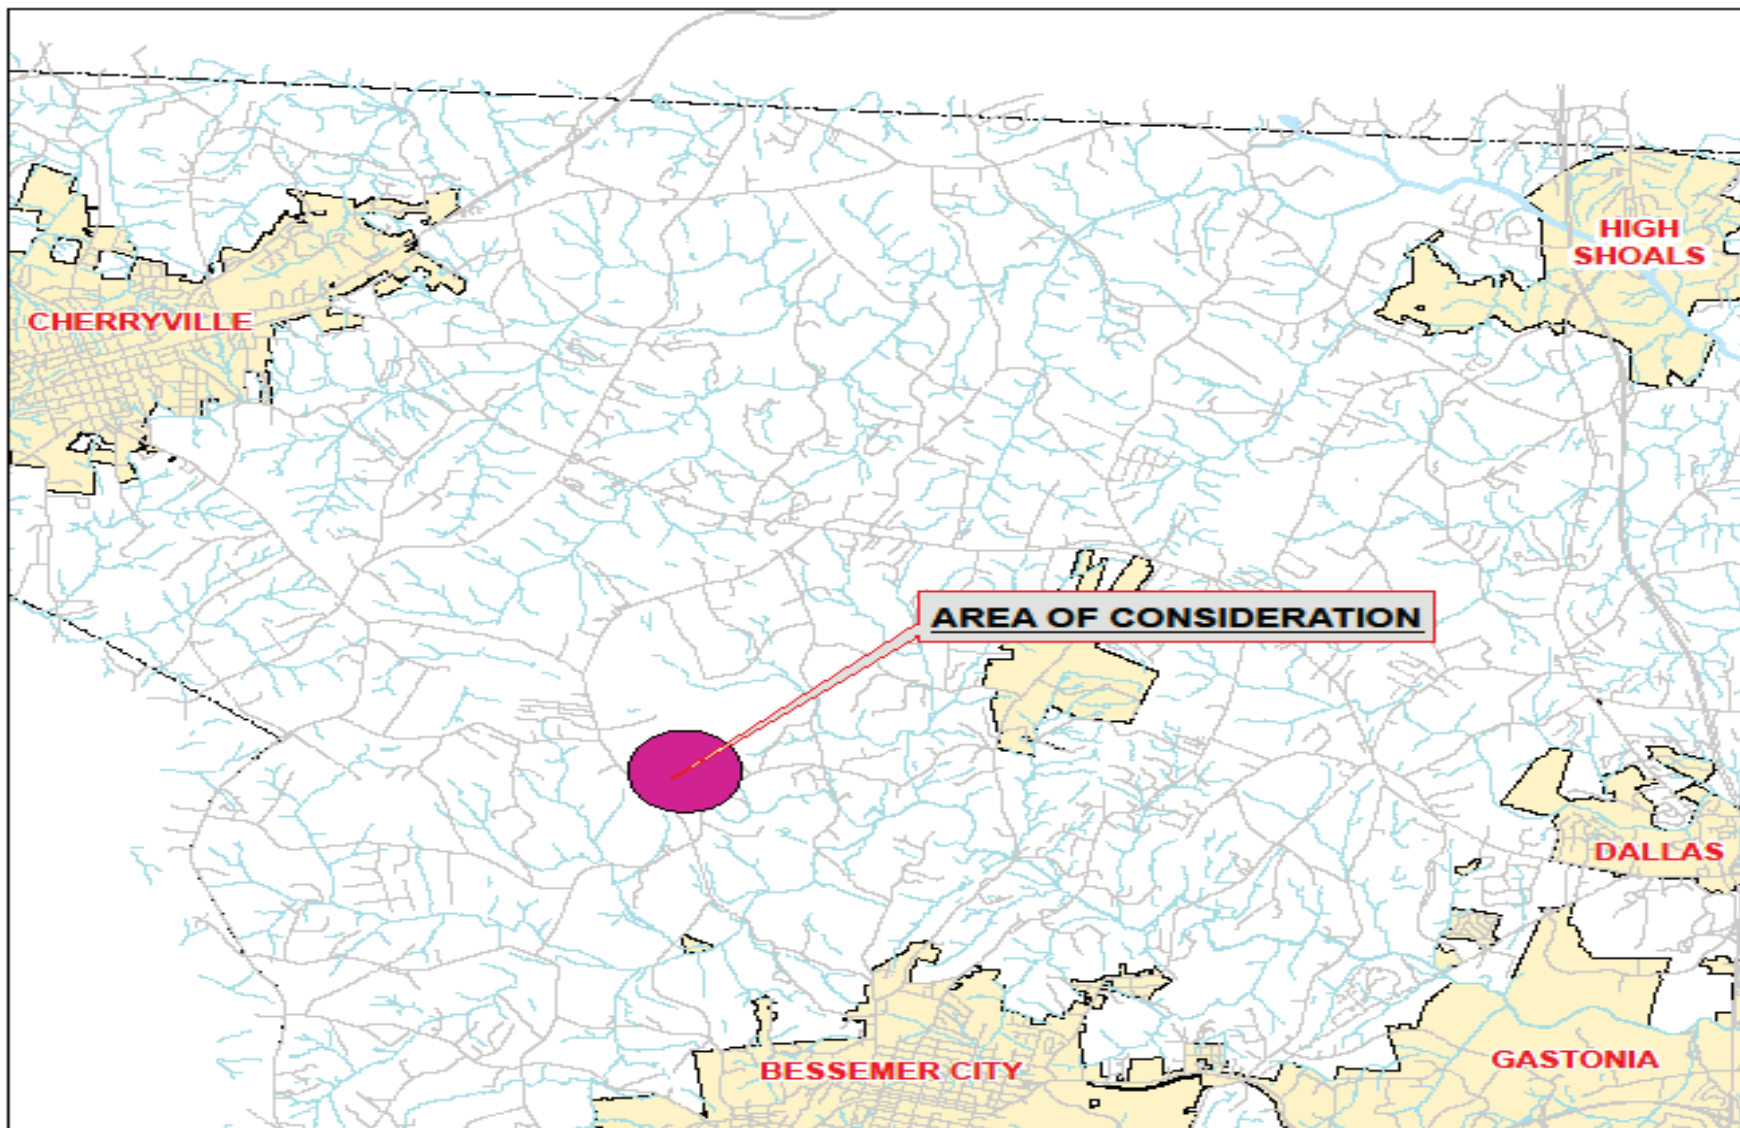 HIGH
SHOALS
CHERRYVILLE
AREA OF CONSIDERATION
DALLAS
GASTONIA
BESSEMER CITY